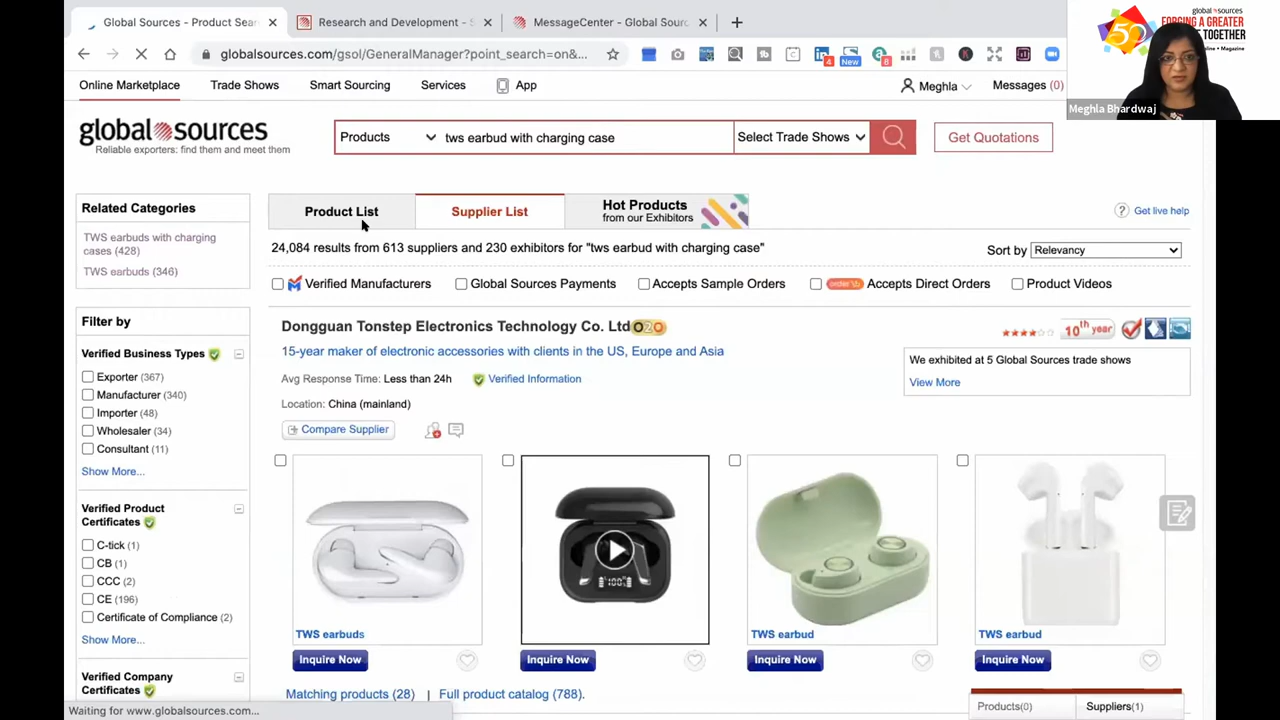 Global Sources - Product Sear
Research and Development - S
MessageCenter - Global Sourc
globalsources.com/gsol/GeneralManager?point
n=on&...
4
New
8
global sources
50
FORGING A GREATER
TOGETHER
ine • Magazine
Meghla Bhardwaj
Online Marketplace
Trade Shows
Smart Sourcing
Services
App
Meghla
Messages (0)
global sources
Reliable exporters: find them and meet them
Products
tws earbud with charging case
Select Trade Shows
Get Quotations
Related Categories
TWS earbuds with charging
cases (428)
TWS earbuds (346)
Product List
Supplier List
Hot Products
from our Exhibitors
? Get live help
24,084 results from 613 suppliers and 230 exhibitors for "tws earbud with charging case"
Sort by Relevancy
Verified Manufacturers
Global Sources Payments
Accepts Sample Orders
Accepts Direct Orders
Product Videos
Filter by
Verified Business Types
Exporter (367)
Manufacturer (340)
Importer (48)
Wholesaler (34)
Consultant (11)
Show More...
Verified Product
Certificates
C-tick (1)
CB (1)
CCC (2)
CE (196)
Certificate of Compliance (2)
Show More...
Verified Company
Certificates
Dongguan Tonstep Electronics Technology Co. Ltd O2O
10th year
15-year maker of electronic accessories with clients in the US, Europe and Asia
We exhibited at 5 Global Sources trade shows
View More
Avg Response Time: Less than 24h
Verified Information
Location: China (mainland)
Compare Supplier
100
TWS earbuds
TWS earbud
TWS earbud
Inquire Now
Inquire Now
Inquire Now
Inquire Now
Matching products (28) | Full product catalog (788).
Products(0)
Suppliers(1)
Waiting for www.globalsources.com...